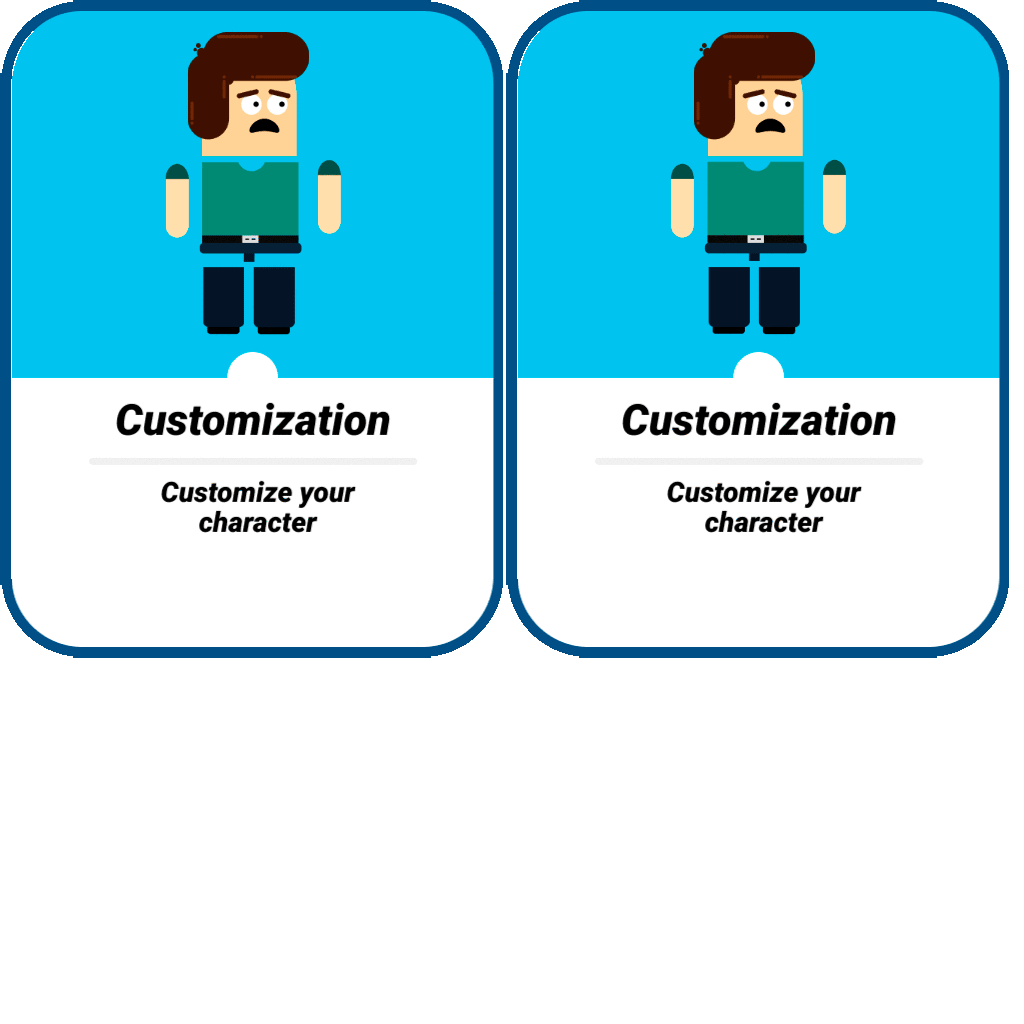 Customization
Customize your
character
Customization
Customize your
character